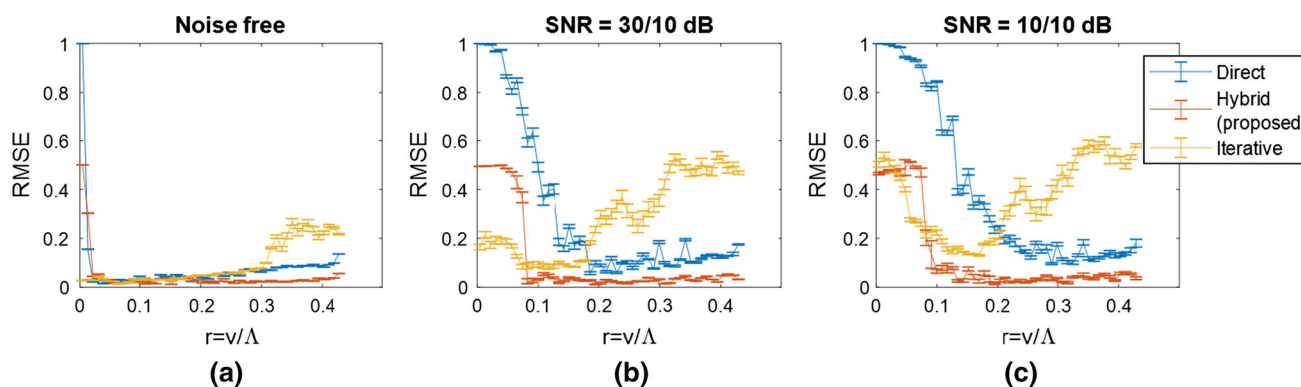 Noise free
RMSE
1
0.8
0.6
0.4
0.2
0
0 0.1 0.2 0.3 0.4
r=v/Λ
(a)
SNR = 30/10 dB
RMSE
1
0.8
0.6
0.4
0.2
0
0 0.1 0.2 0.3 0.4
r=v/Λ
(b)
SNR = 10/10 dB
RMSE
1
0.8
0.6
0.4
0.2
0
0 0.1 0.2 0.3 0.4
r=v/Λ
(c)
Direct
Hybrid
(proposed
Iterative